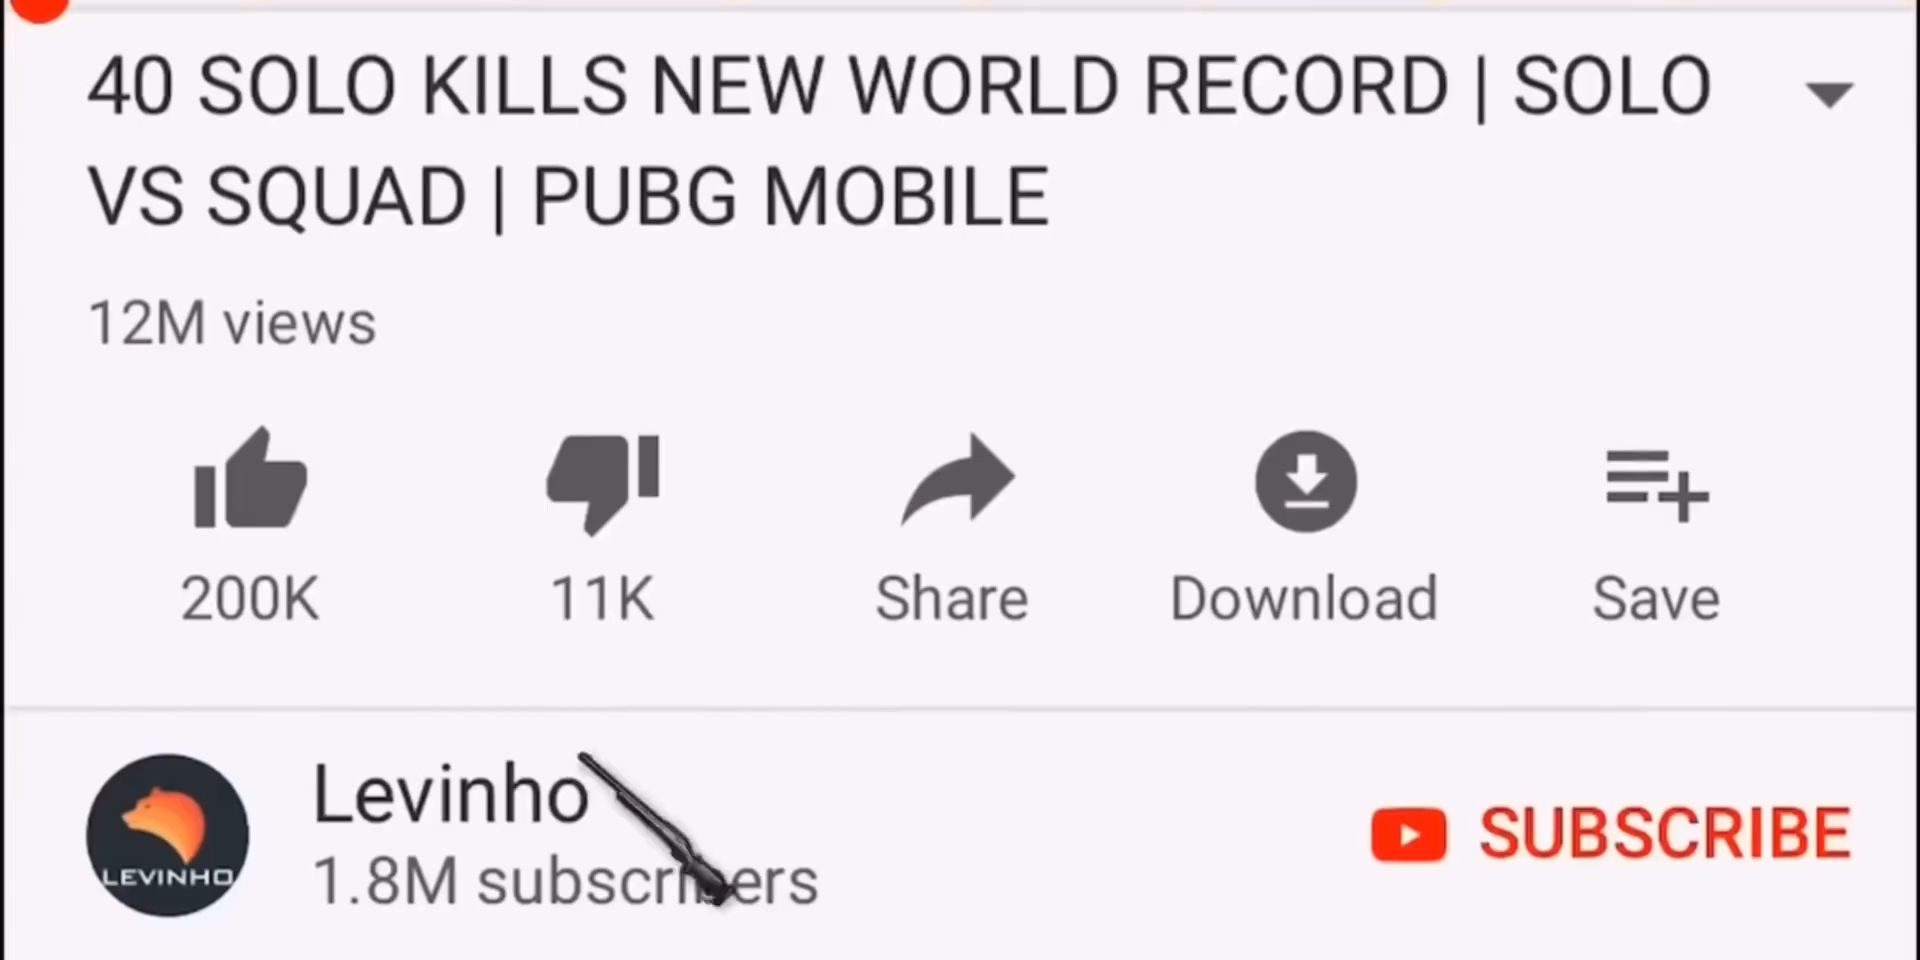 40 SOLO KILLS NEW WORLD RECORD | SOLO
VS SQUAD | PUBG MOBILE
12M views
200K
11K
Share
Download
Save
Levinho
1.8M subscribers
LEVINHO
SUBSCRIBE